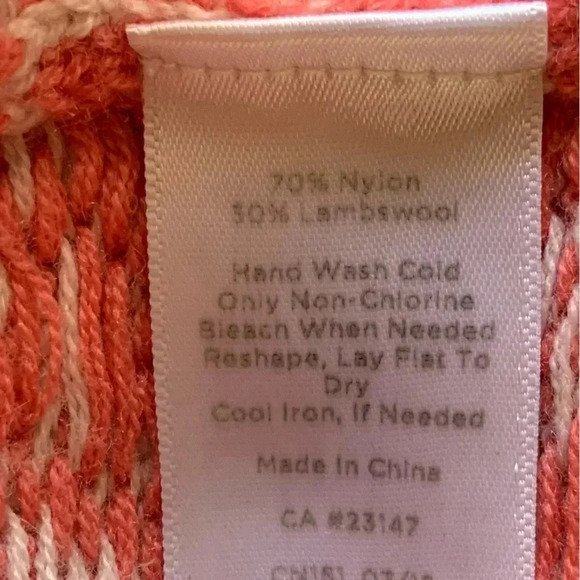 70% Nylon
30% Lambswool
Hand Wash Cold
Only Non-Chlorine
Bleach When Needed
Reshape, Lay Flat To
Dry
Cool Iron, If Needed
Made In China
CA #23147